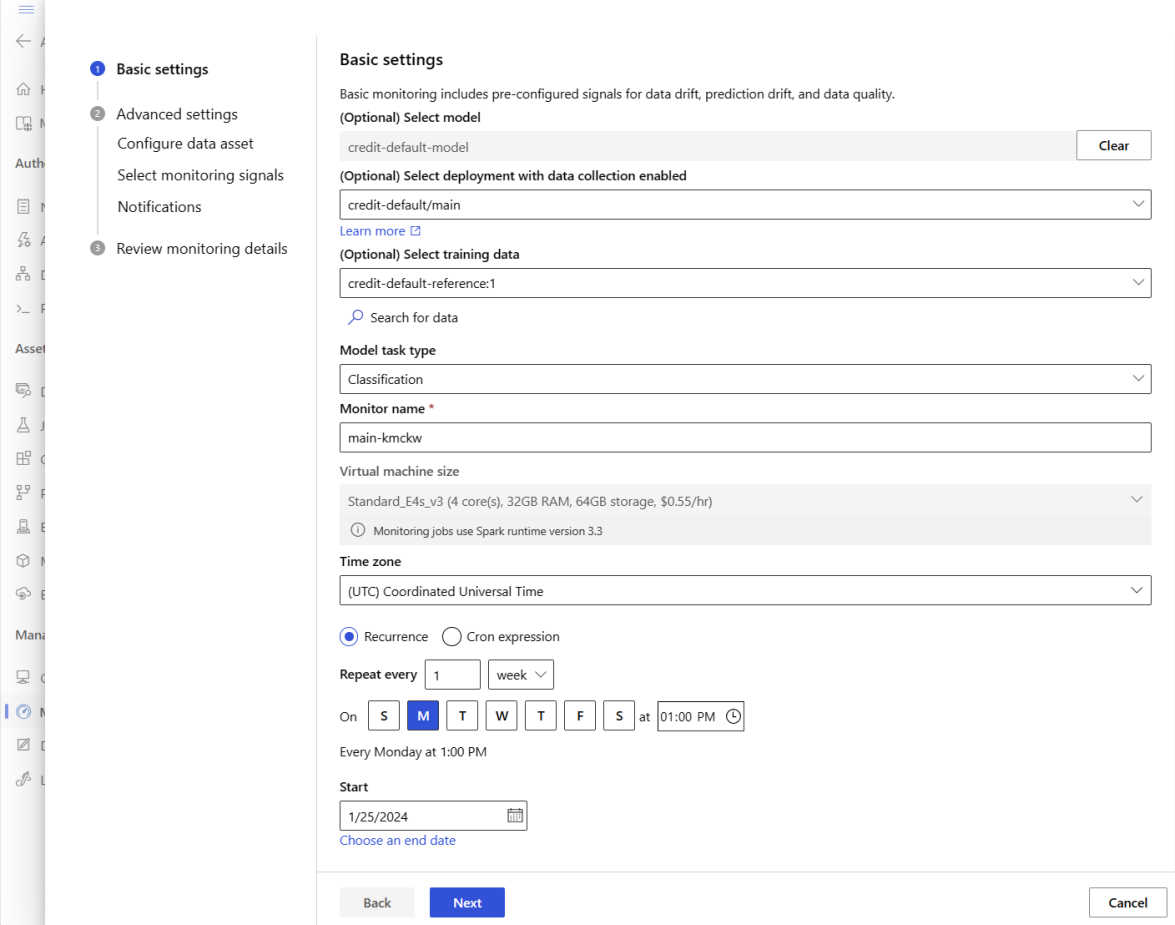 1 Basic settings
2 Advanced settings
Configure data asset
Select monitoring signals
Notifications
3 Review monitoring details
Auth
Asset
Mana
Basic settings
Basic monitoring includes pre-configured signals for data drift, prediction drift, and data quality.
(Optional) Select model
credit-default-model
Clear
(Optional) Select deployment with data collection enabled
credit-default/main
Learn more
(Optional) Select training data
credit-default-reference:1
Search for data
Model task type
Classification
Monitor name *
main-kmckw
Virtual machine size
Standard_E4s_v3 (4 core(s), 32GB RAM, 64GB storage, $0.55/hr)
Monitoring jobs use Spark runtime version 3.3
Time zone
(UTC) Coordinated Universal Time
Recurrence Cron expression
Repeat every 1 week
On S M T W T F S at 01:00 PM
Every Monday at 1:00 PM
Start
1/25/2024
Choose an end date
Back Next Cancel